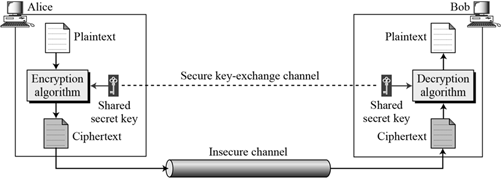 Alice
Plaintext
Encryption
algorithm
Shared
secret key
Ciphertext
Secure key-exchange channel
Insecure channel
Bob
Plaintext
Decryption
algorithm
Shared
secret key
Ciphertext